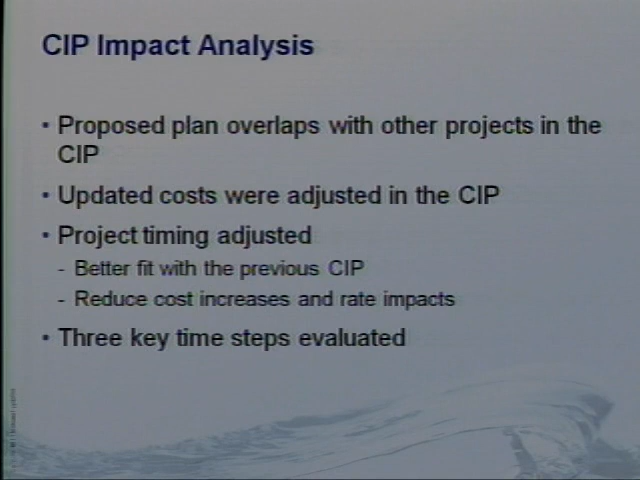 CIP Impact Analysis
• Proposed plan overlaps with other projects in the
CIP
• Updated costs were adjusted in the CIP
• Project timing adjusted
- Better fit with the previous CIP
- Reduce cost increases and rate impacts
• Three key time steps evaluated